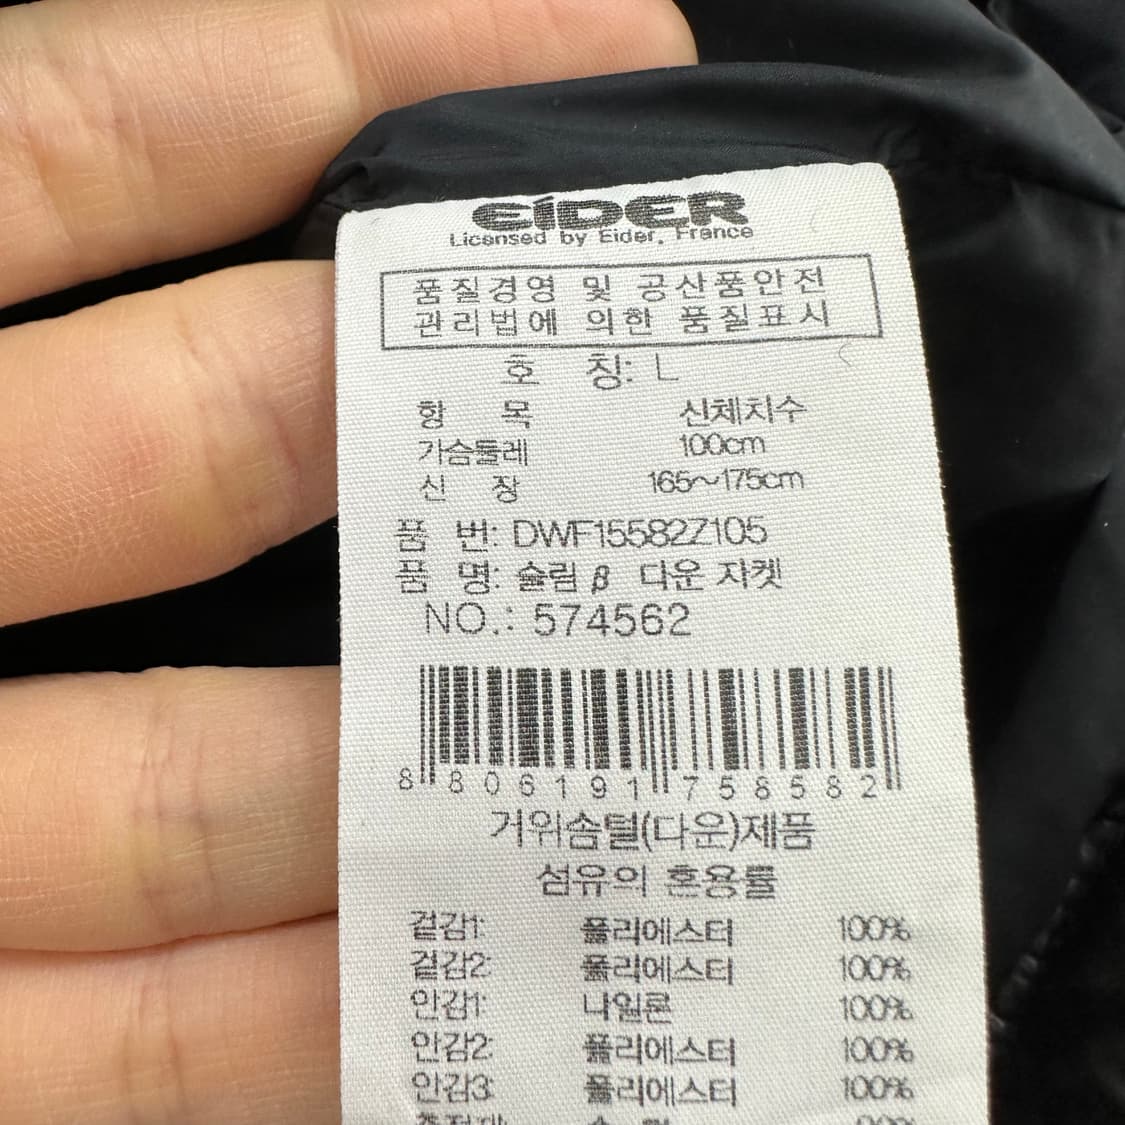 EiDER
Licensed by Eider, France
품질경영 및 공산품안전
관리법에 의한 품질표시
호 칭: L
항 목 신체치수
가슴둘레 100cm
신 장 165~175cm
품 번: DWF15582Z105
품 명: 슬림 β 다운 자켓
NO.: 574562
8 806191 758582
거위솜털(다운)제품
섬유의 혼용률
겉감1: 폴리에스터 100%
겉감2: 폴리에스터 100%
안감1: 나일론 100%
안감2: 폴리에스터 100%
안감3: 폴리에스터 100%